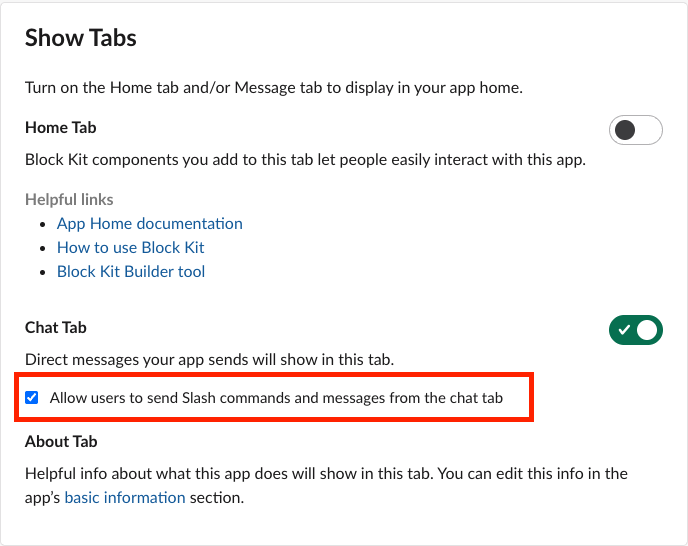 Show Tabs
Turn on the Home tab and/or Message tab to display in your app home.
Home Tab
Block Kit components you add to this tab let people easily interact with this app.
Helpful links
App Home documentation
How to use Block Kit
Block Kit Builder tool
Chat Tab
Direct messages your app sends will show in this tab.
Allow users to send Slash commands and messages from the chat tab
About Tab
Helpful info about what this app does will show in this tab. You can edit this info in the
app’s basic information section.